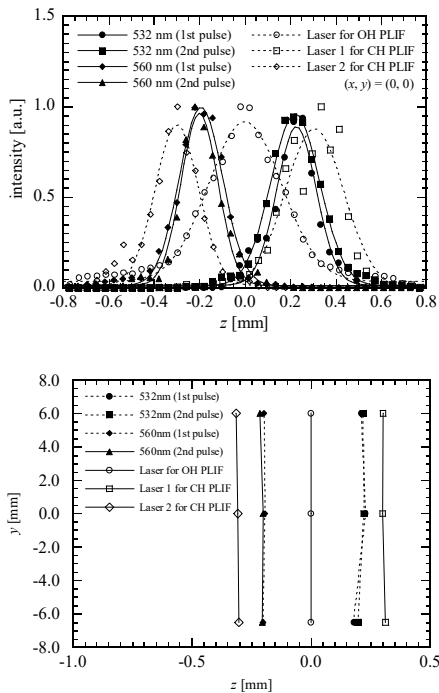 532 nm (1st pulse)
532 nm (2nd pulse)
560 nm (1st pulse)
560 nm (2nd pulse)
Laser for OH PLIF
Laser 1 for CH PLIF
Laser 2 for CH PLIF
(x, y) = (0, 0)
intensity [a.u.]
1.0
0.5
0.0
-0.8 -0.6 -0.4 -0.2 0.0 0.2 0.4 0.6 0.8
z [mm]
532nm (1st pulse)
532nm (2nd pulse)
560nm (1st pulse)
560nm (2nd pulse)
Laser for OH PLIF
Laser 1 for CH PLIF
Laser 2 for CH PLIF
y [mm]
8.0
6.0
4.0
2.0
0.0
-2.0
-4.0
-6.0
-8.0
-1.0 -0.5 0.0 0.5
z [mm]